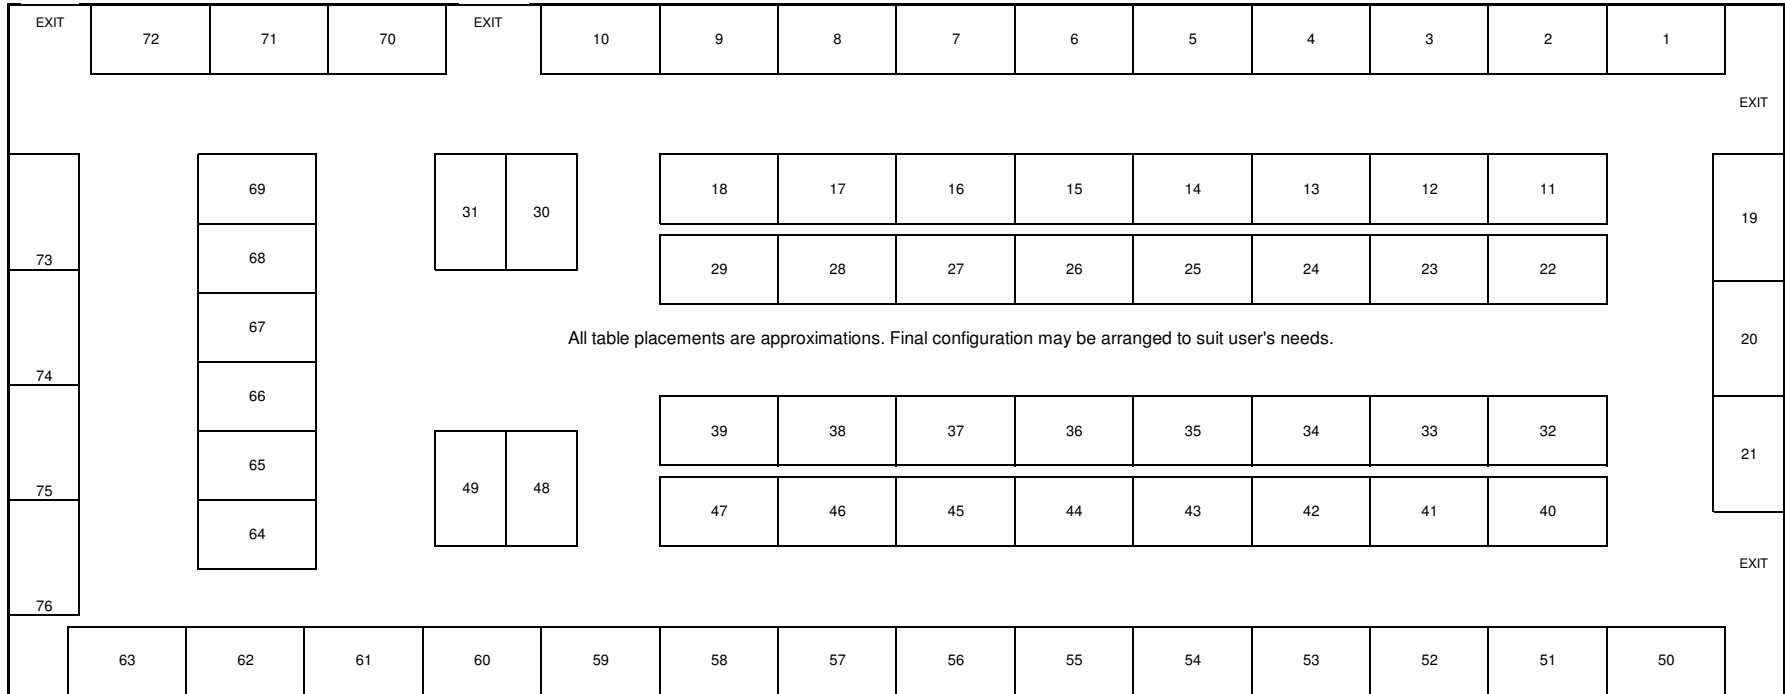 EXIT 72 71 70 EXIT 10 9 8 7 6 5 4 3 2 1
EXIT
69 31 30 18 17 16 15 14 13 12 11 19
73 68 29 28 27 26 25 24 23 22
67 All table placements are approximations. Final configuration may be arranged to suit user's needs. 20
74 66 39 38 37 36 35 34 33 32
75 65 49 48 47 46 45 44 43 42 41 40 21
64 EXIT
76
63 62 61 60 59 58 57 56 55 54 53 52 51 50